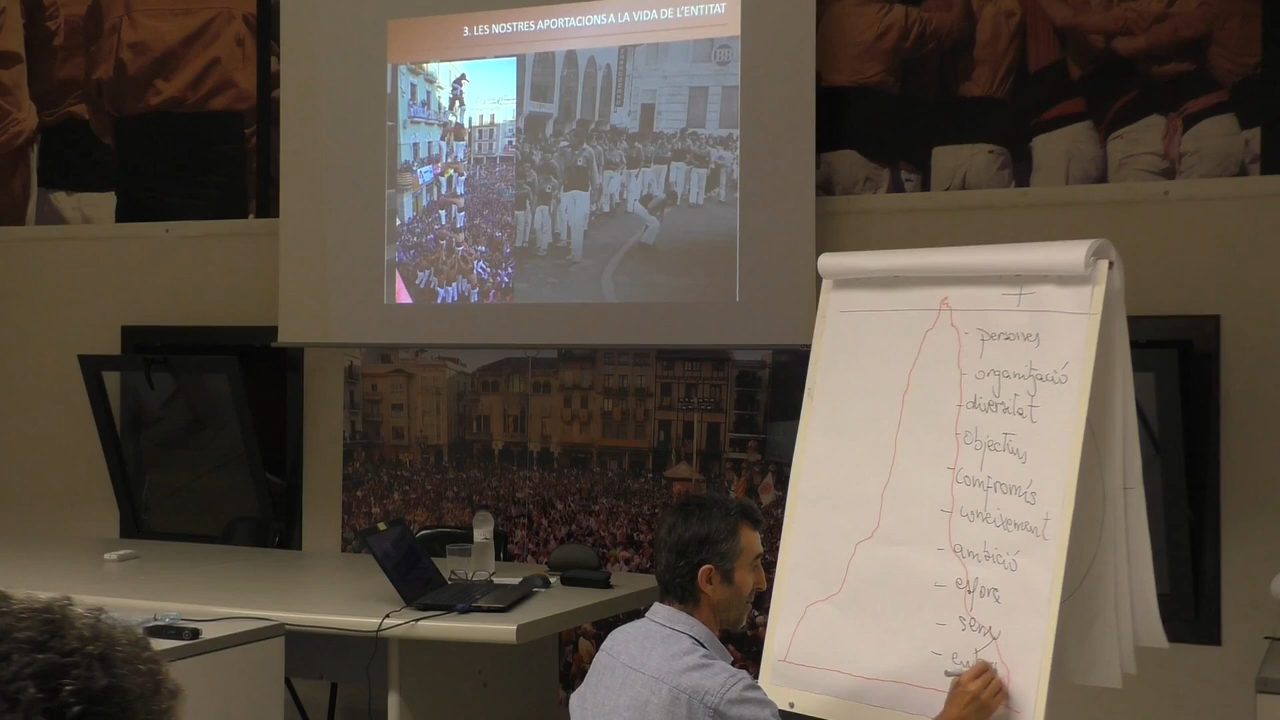 3. LES NOSTRES APORTACIONS A LA VIDA DE L'ENTITAT
+
- persones
- organització
- diversitat
- Objectius
- Compromís
- coneixement
- ambició
- esforç
- seny